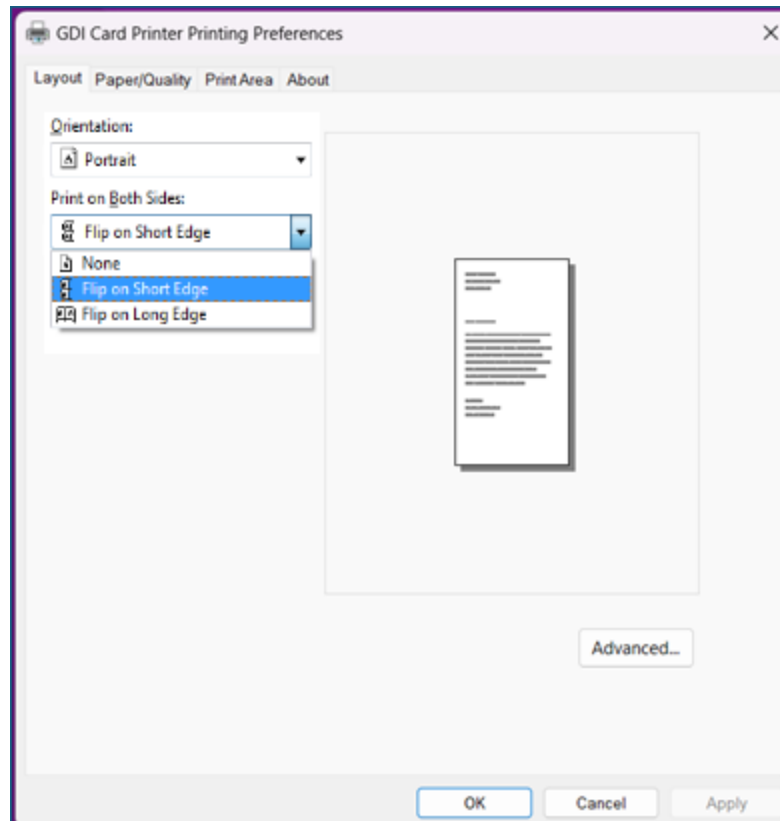 GDI Card Printer Printing Preferences
Layout Paper/Quality Print Area About
Orientation:
Portrait
Print on Both Sides:
Flip on Short Edge
None
Flip on Short Edge
Flip on Long Edge
Advanced...
OK Cancel Apply